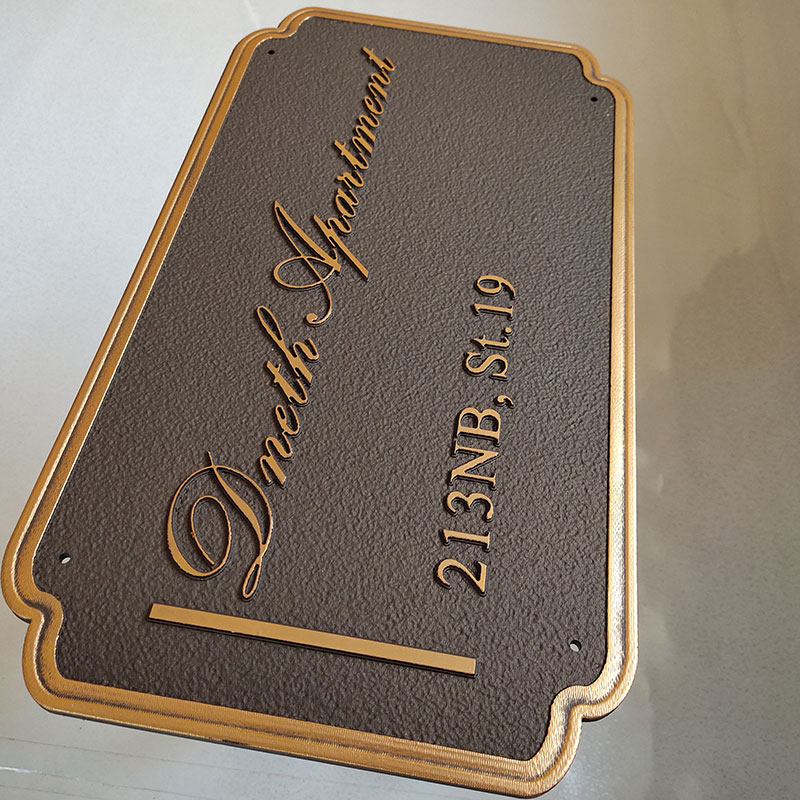 Dneth Apartment
213NB, St.19